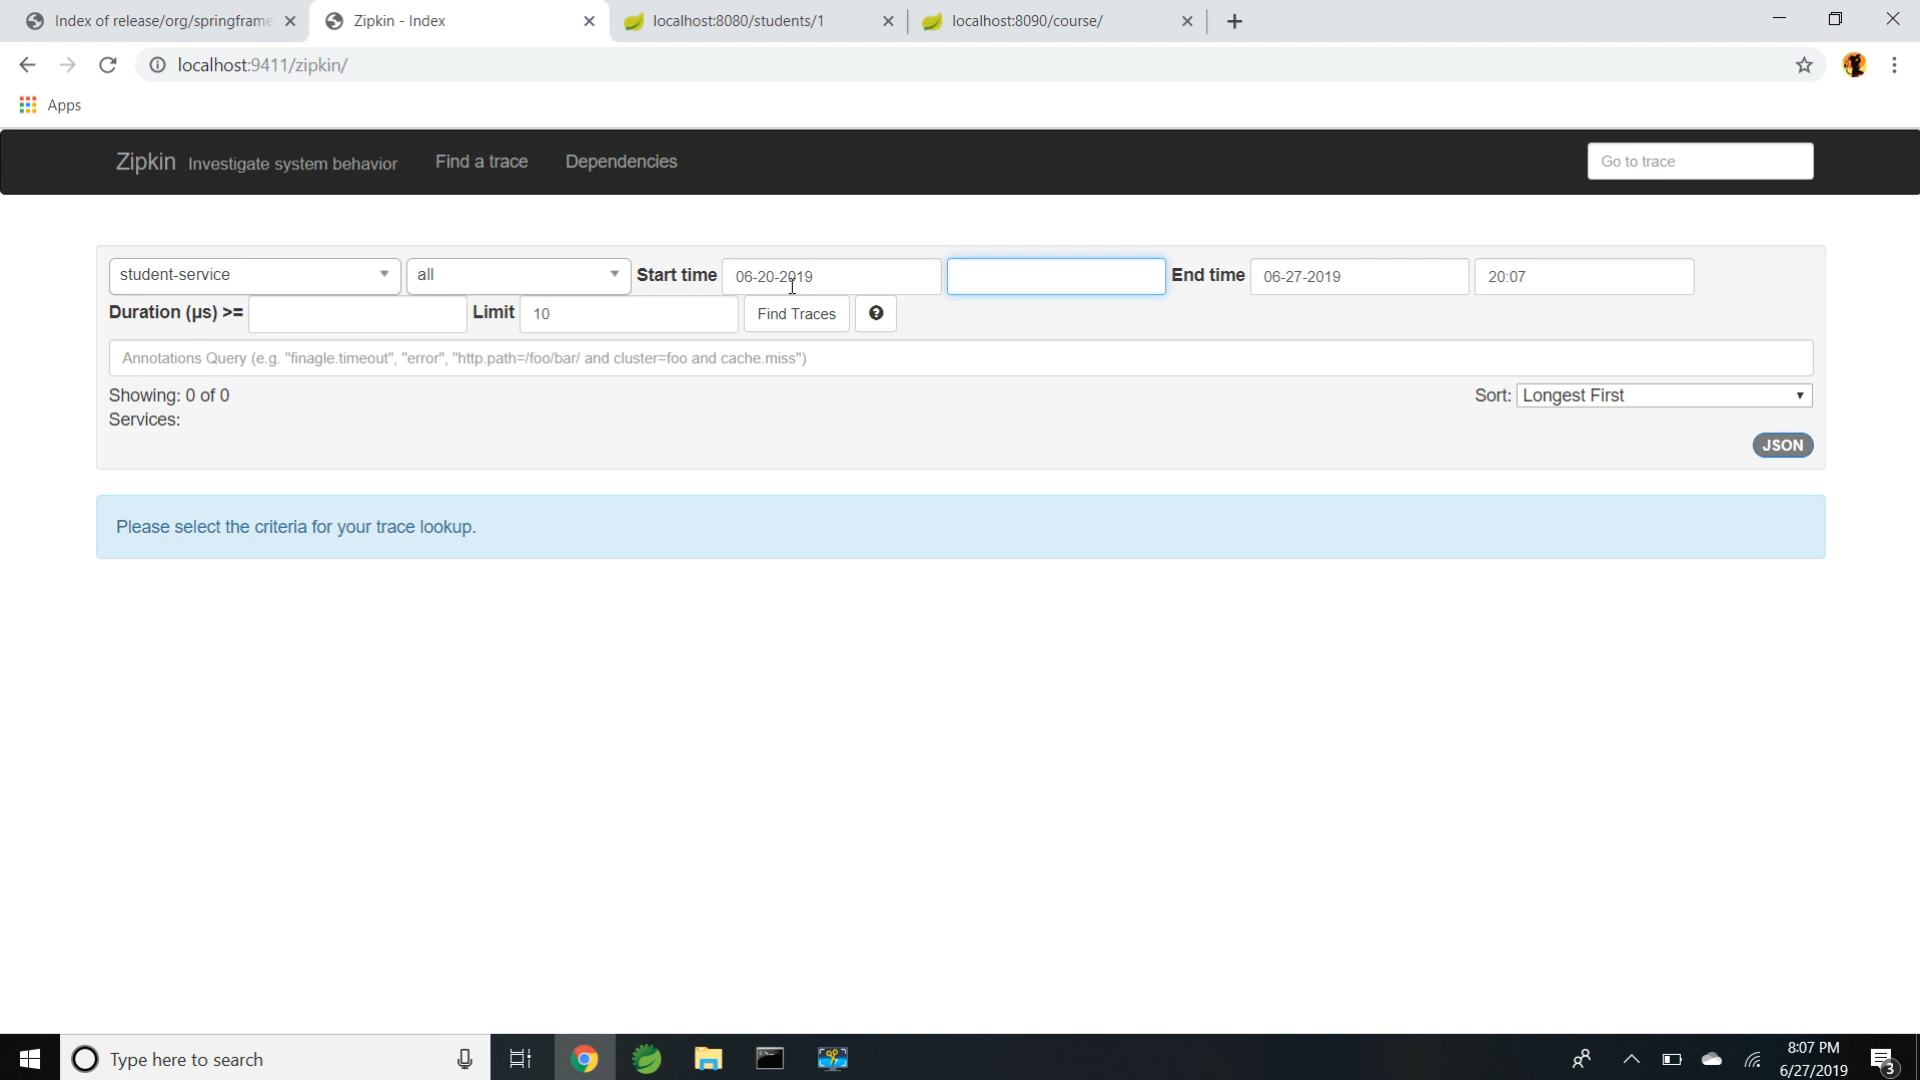 Index of release/org/springframe
Zipkin - Index
localhost:8080/students/1
localhost:8090/course/
localhost:9411/zipkin/
Apps
Zipkin Investigate system behavior Find a trace Dependencies Go to trace
student-service all Start time 06-20-2019 End time 06-27-2019 20:07
Duration (µs) >= Limit 10 Find Traces
Annotations Query (e.g. "finagle.timeout", "error", "http.path=/foo/bar/ and cluster=foo and cache.miss")
Showing: 0 of 0 Sort: Longest First
Services:
JSON
Please select the criteria for your trace lookup.
Type here to search
8:07 PM
6/27/2019
3